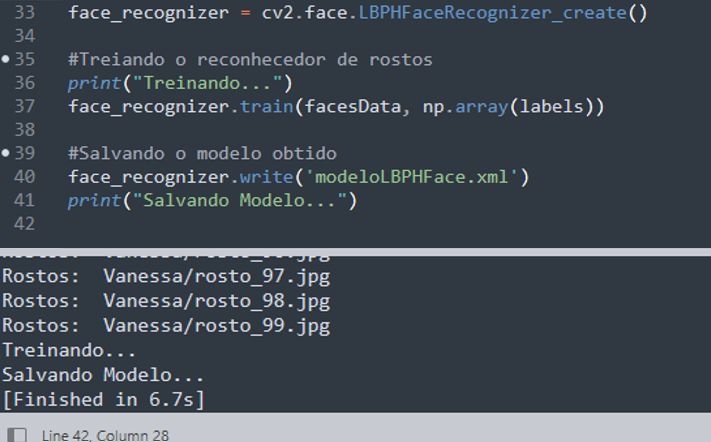 33 face_recognizer = cv2.face.LBPHFaceRecognizer_create()
34
35 #Treiando o reconhecedor de rostos
36 print("Treinando...")
37 face_recognizer.train(facesData, np.array(labels))
38
39 #Salvando o modelo obtido
40 face_recognizer.write('modeloLBPHFace.xml')
41 print("Salvando Modelo...")
42
Rostos: Vanessa/rosto_97.jpg
Rostos: Vanessa/rosto_98.jpg
Rostos: Vanessa/rosto_99.jpg
Treinando...
Salvando Modelo...
[Finished in 6.7s]
Line 42, Column 28